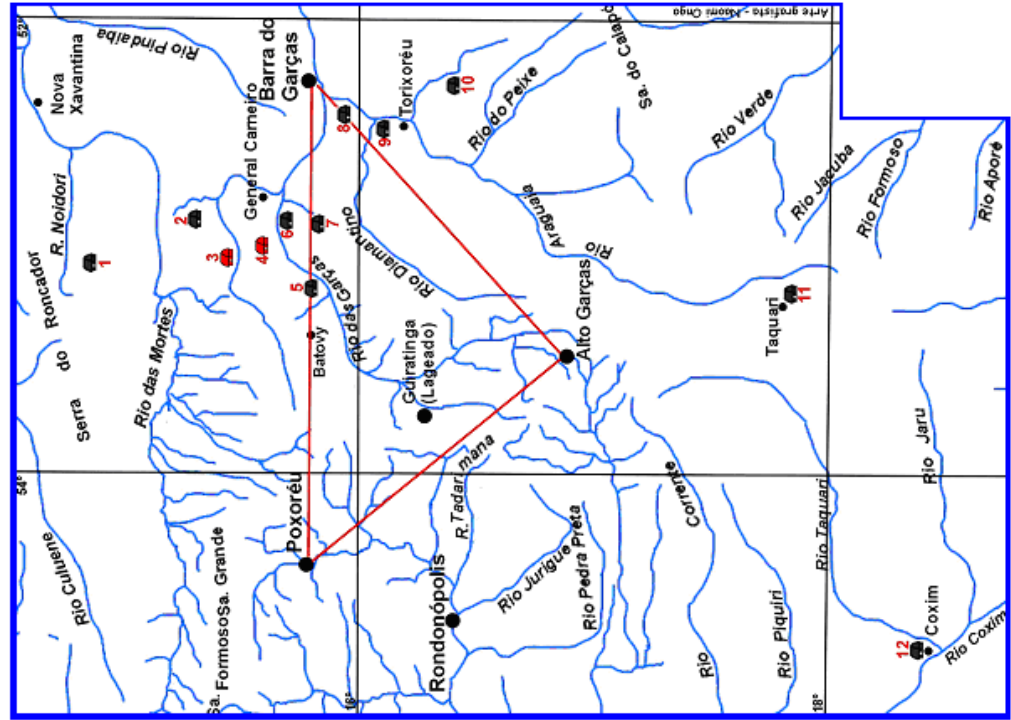 52°
Rio Pindaíba
Arte grafista - Naomi Onga
Nova
Xavantina
Barra do
Garças
Sa. do Caiapó
10
Torixoréu
Rio do Peixe
8
9
General Carneiro
Rio Verde
R. Noidori
2
Rio Jacuba
Rio Formoso
Rio Aporé
1
3
4
6
7
Rio Diamantino
Araguaia
Rio
Serra
do
Roncador
5
Rio das Garças
11
Taquari
Batovy
Rio das Mortes
Guiratinga
(Lageado)
Alto Garças
54°
Poxoréu
R. Tadarimana
Corrente
Rio
Jaru
Rio Culuene
Sa. Formoso
Sa. Grande
Rondonópolis
Rio Jurigue
Rio Pedra Preta
Rio Taquari
Rio
Rio Piquiri
12
Coxim
Rio Coxim
16°
18°